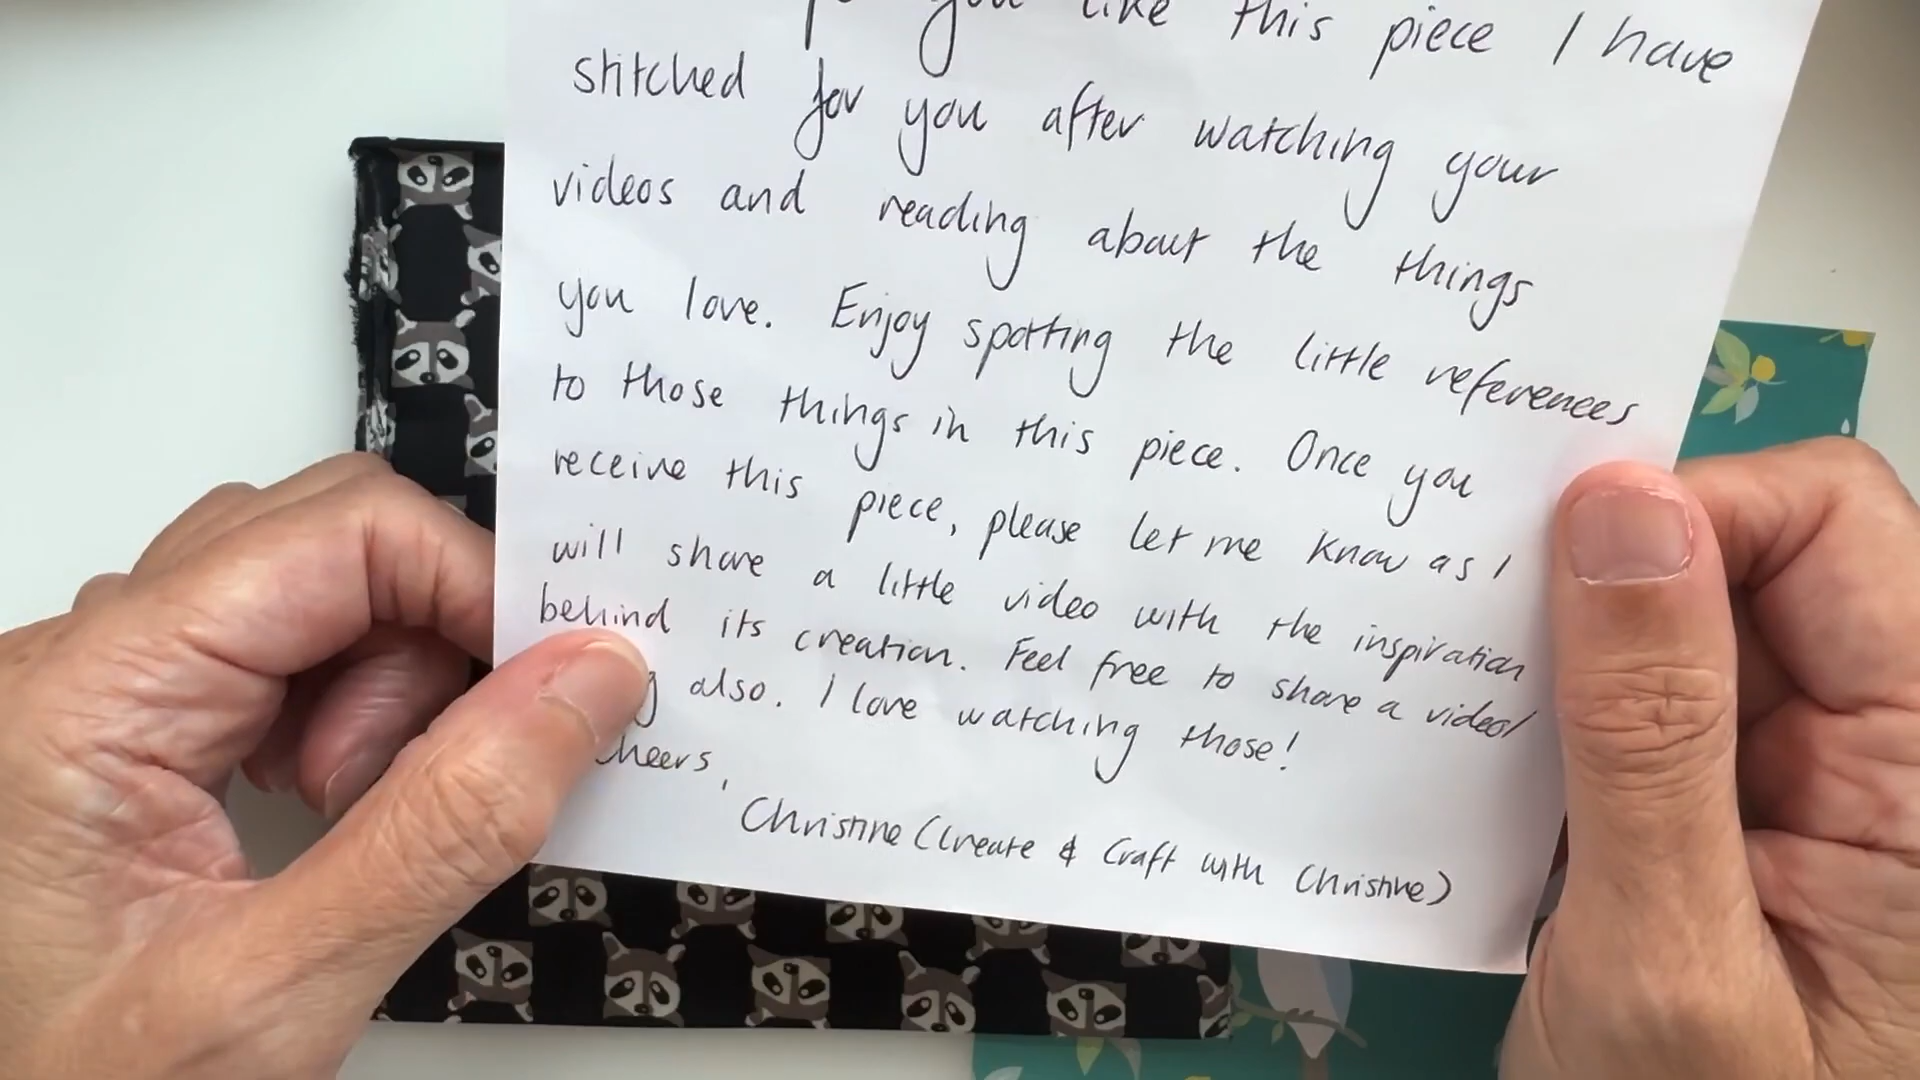 you like this piece I have
stitched for you after watching your
videos and reading about the things
you love. Enjoy spotting the little references
to those things in this piece. Once you
receive this piece, please let me know as I
will share a little video with the inspiration
behind its creation. Feel free to share a video/
also. I love watching those!
Cheers,
Christine (Create & Craft with Christine)